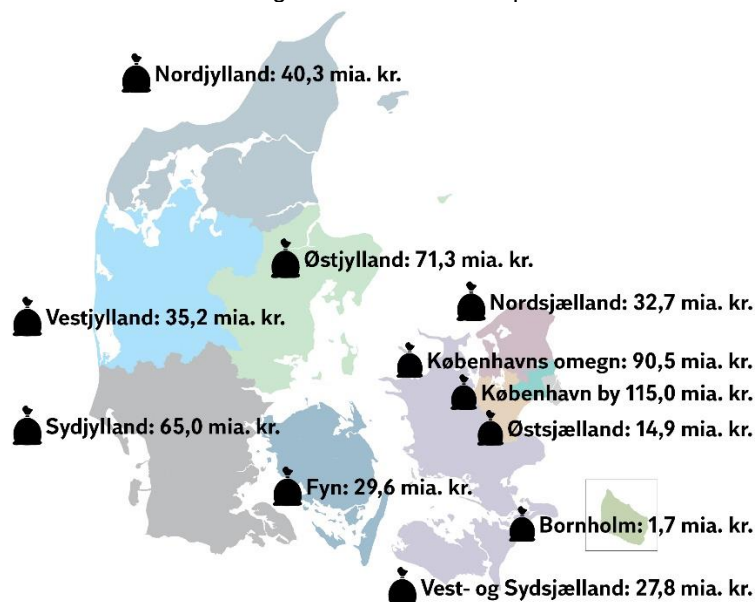 Nordjylland: 40,3 mia. kr.
Østjylland: 71,3 mia. kr.
Nordsjælland: 32,7 mia. kr.
Vestjylland: 35,2 mia. kr.
Københavns omegn: 90,5 mia. kr.
København by 115,0 mia. kr.
Sydjylland: 65,0 mia. kr.
Østsjælland: 14,9 mia. kr.
Fyn: 29,6 mia. kr.
Bornholm: 1,7 mia. kr.
Vest- og Sydsjælland: 27,8 mia. kr.